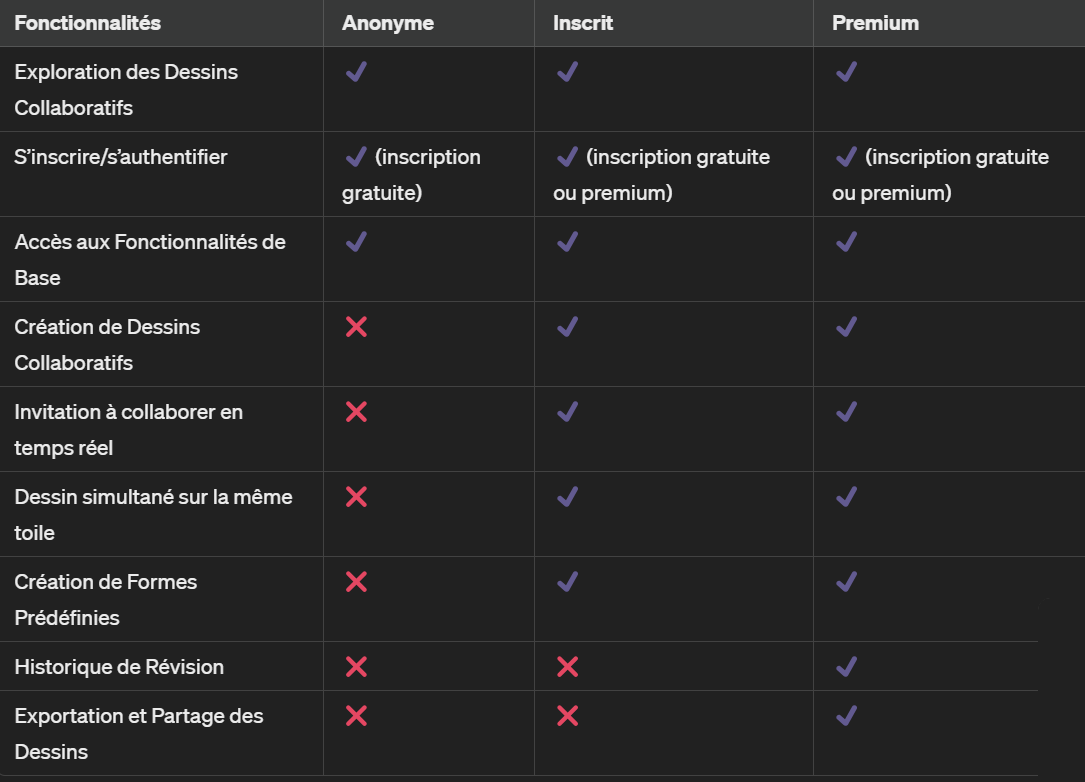 Fonctionnalités Anonyme Inscrit Premium
Exploration des Dessins
Collaboratifs
S’inscrire/s’authentifier (inscription (inscription gratuite (inscription gratuite
gratuite) ou premium) ou premium)
Accès aux Fonctionnalités de
Base
Création de Dessins
Collaboratifs
Invitation à collaborer en
temps réel
Dessin simultané sur la même
toile
Création de Formes
Prédéfinies
Historique de Révision
Exportation et Partage des
Dessins